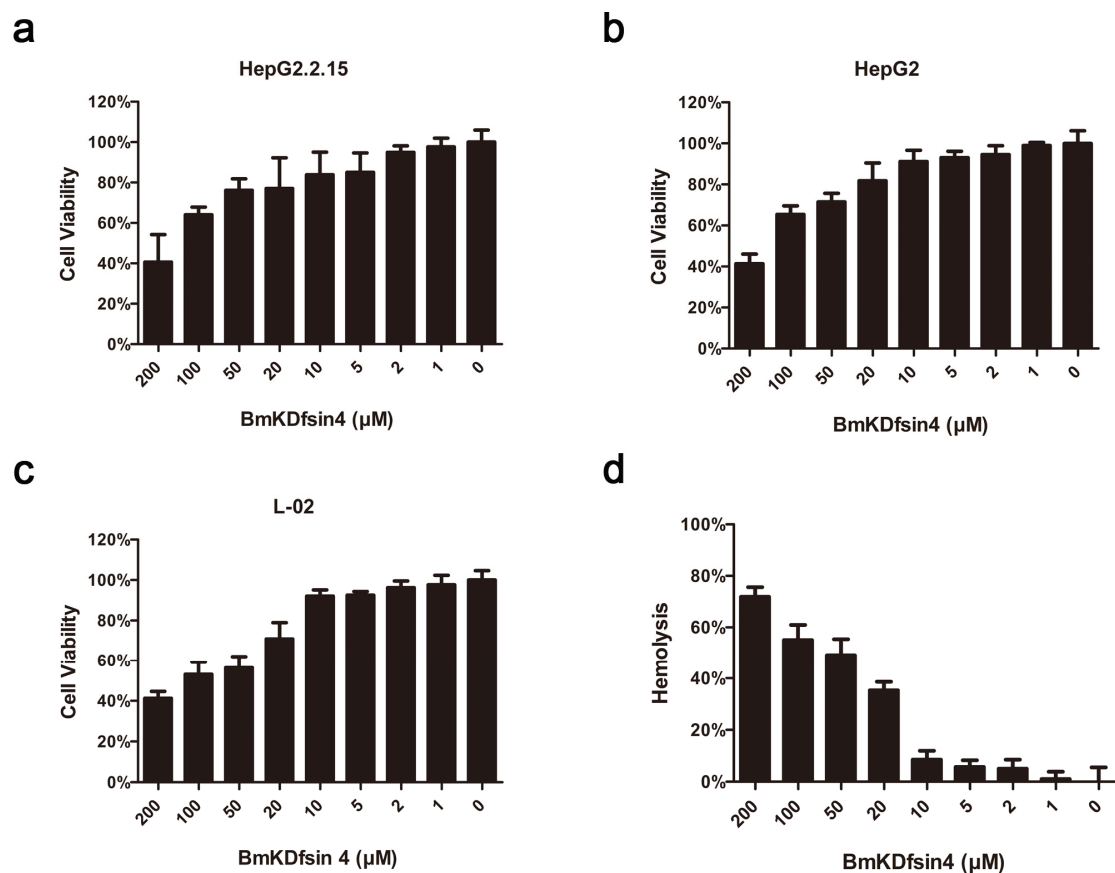 a
HepG2.2.15
120%
100%
80%
60%
40%
20%
0%
Cell Viability
200 100 50 20 10 5 2 1 0
BmKDfsin4 (μM)
b
HepG2
120%
100%
80%
60%
40%
20%
0%
Cell Viability
200 100 50 20 10 5 2 1 0
BmKDfsin4 (μM)
c
L-02
120%
100%
80%
60%
40%
20%
0%
Cell Viability
200 100 50 20 10 5 2 1 0
BmKDfsin 4 (μM)
d
100%
80%
60%
40%
20%
0%
Hemolysis
200 100 50 20 10 5 2 1 0
BmKDfsin4 (μM)